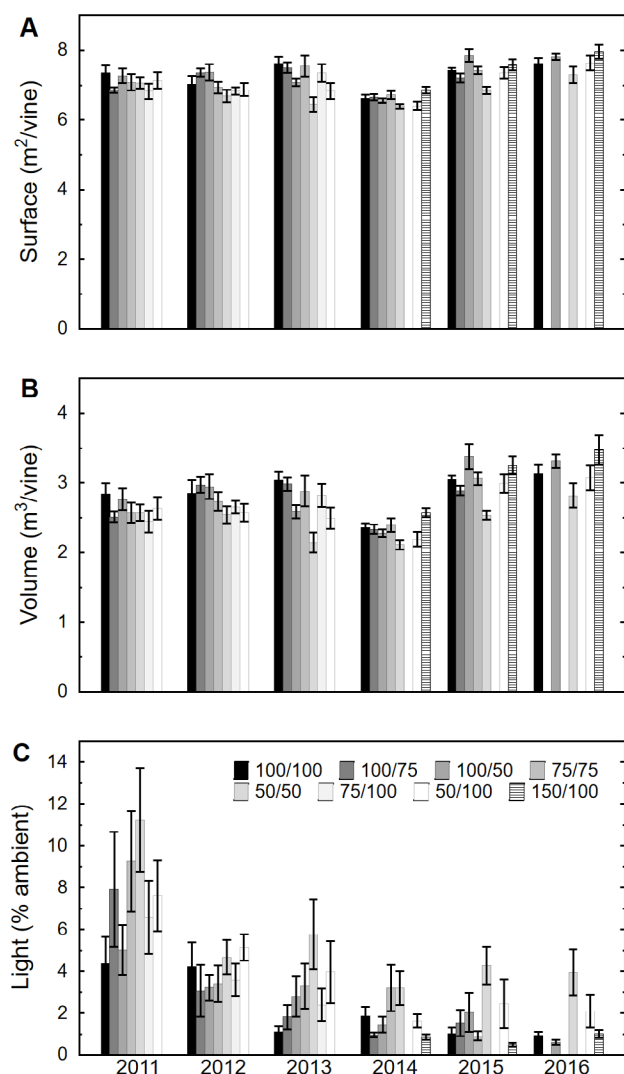 A
Surface (m²/vine)
8
6
4
2
0
B
Volume (m³/vine)
4
3
2
1
0
C
Light (% ambient)
14
12
10
8
6
4
2
0
100/100 100/75 100/50 75/75
50/50 75/100 50/100 150/100
2011 2012 2013 2014 2015 2016